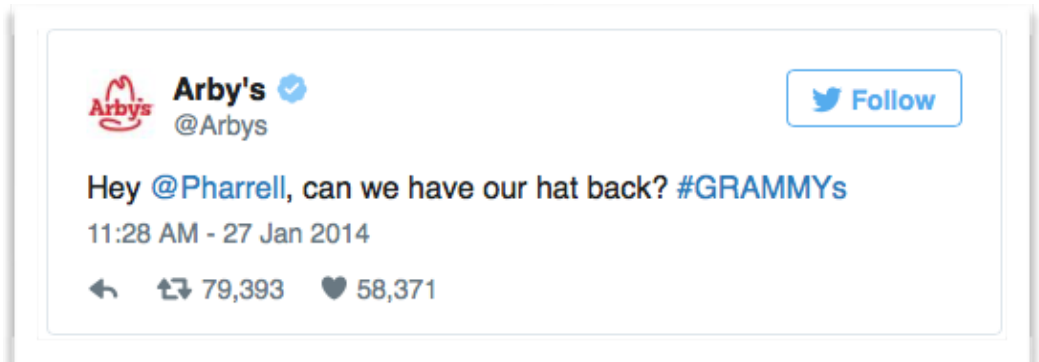 Arby's
Arby's
@Arbys
Follow
Hey @Pharrell, can we have our hat back? #GRAMMYs
11:28 AM - 27 Jan 2014
79,393 58,371